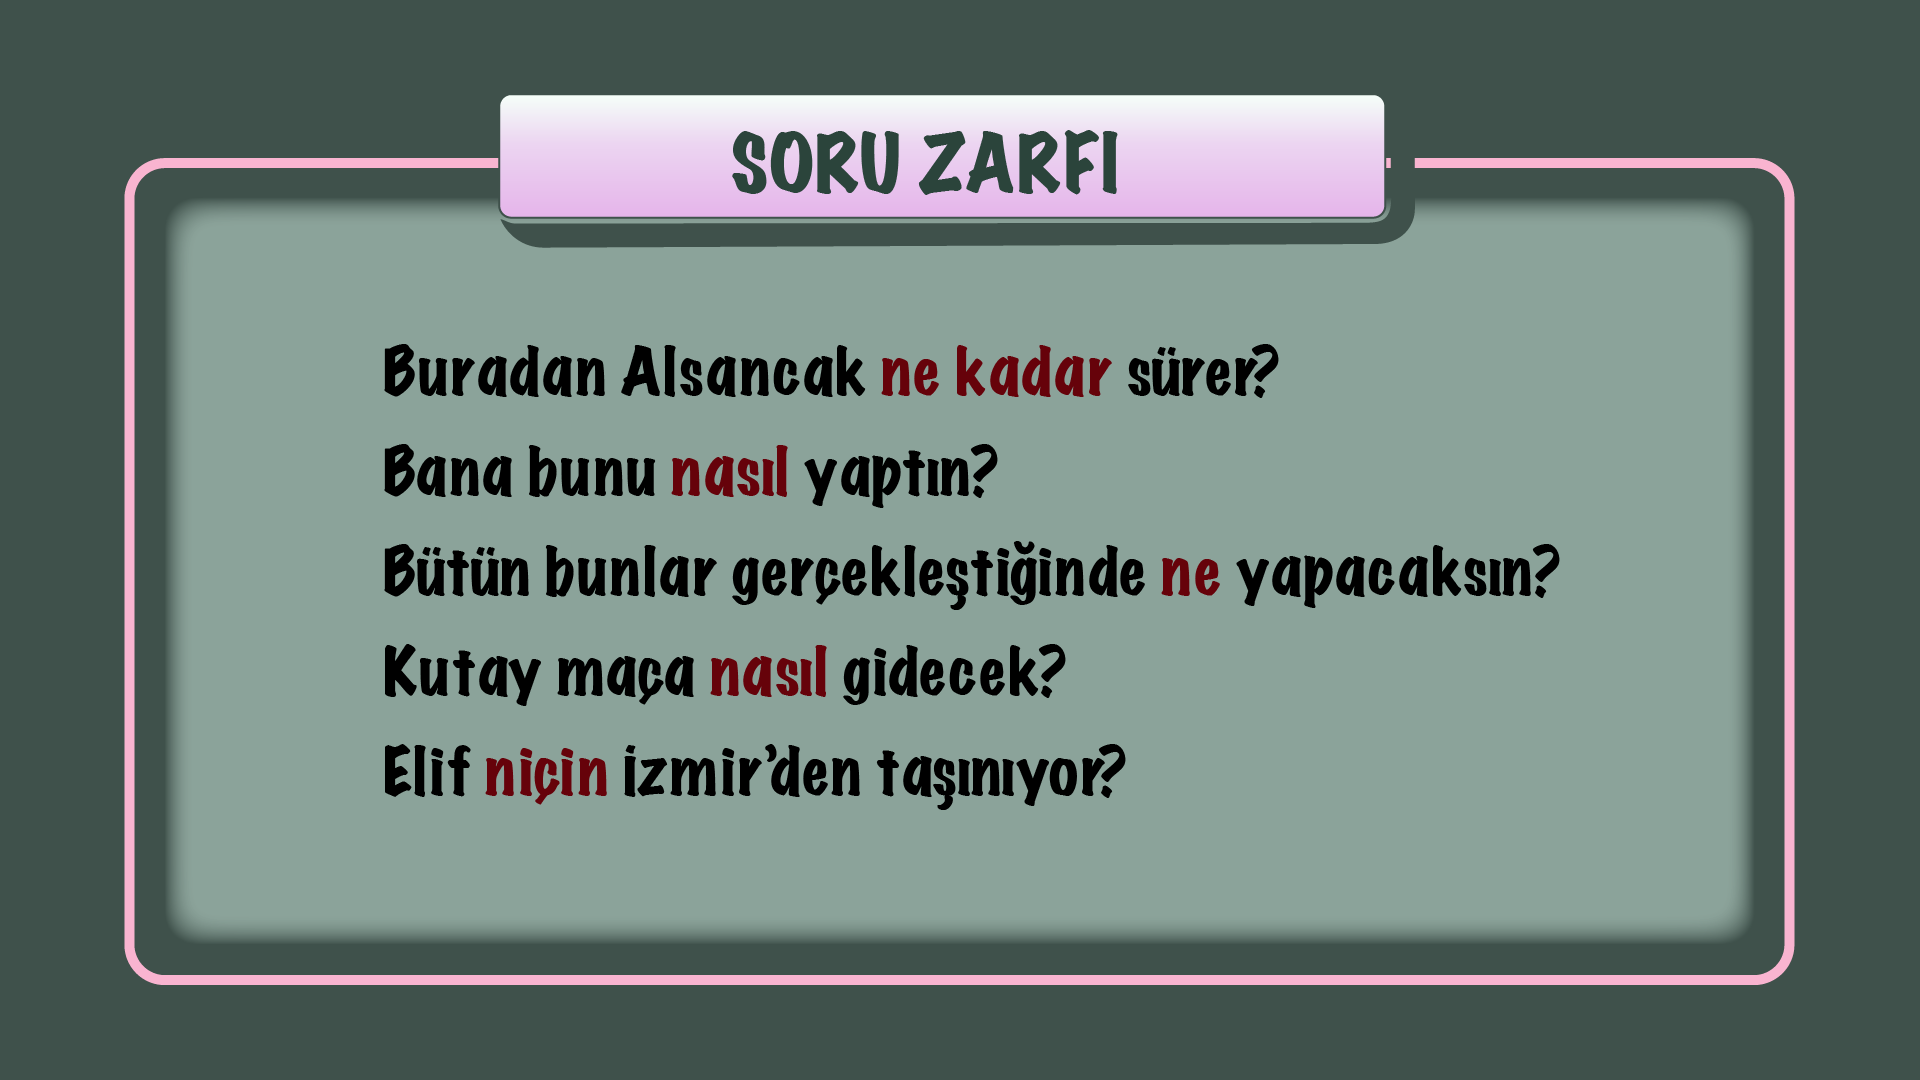 SORU ZARFI
Buradan Alsancak ne kadar sürer?
Bana bunu nasıl yaptın?
Bütün bunlar gerçekleştiğinde ne yapacaksın?
Kutay maça nasıl gidecek?
Elif niçin İzmir’den taşınıyor?